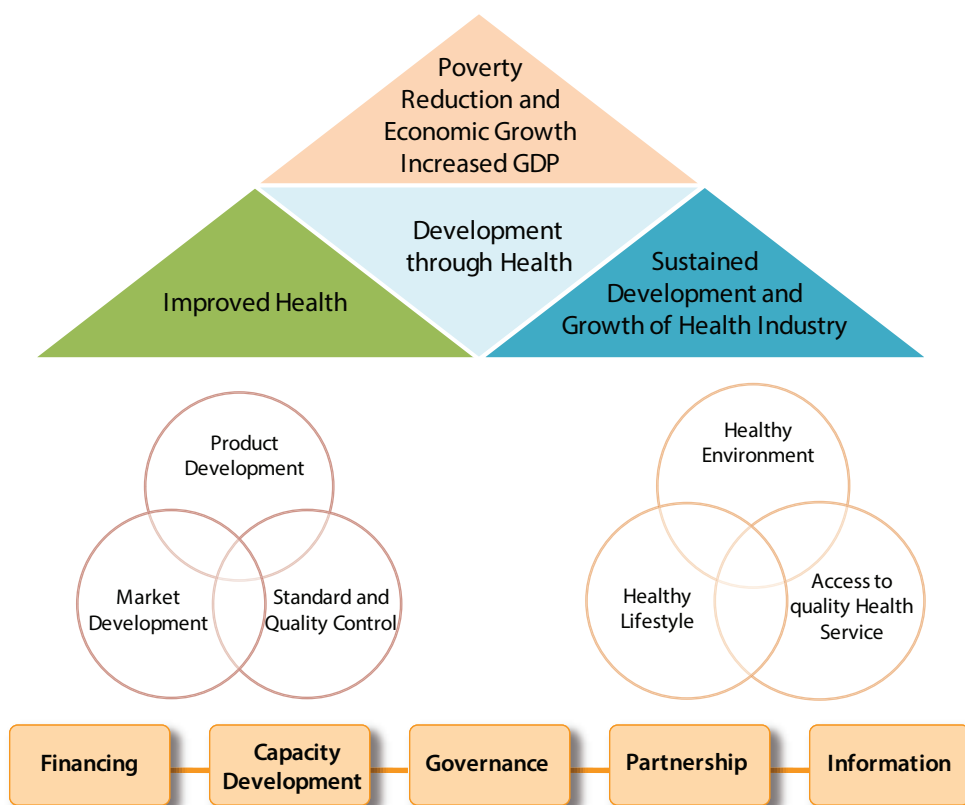 Poverty
Reduction and
Economic Growth
Increased GDP
Development
through Health
Improved Health
Sustained
Development and
Growth of Health Industry
Product
Development
Market
Development
Standard and
Quality Control
Healthy
Environment
Healthy
Lifestyle
Access to
quality Health
Service
Financing
Capacity
Development
Governance
Partnership
Information